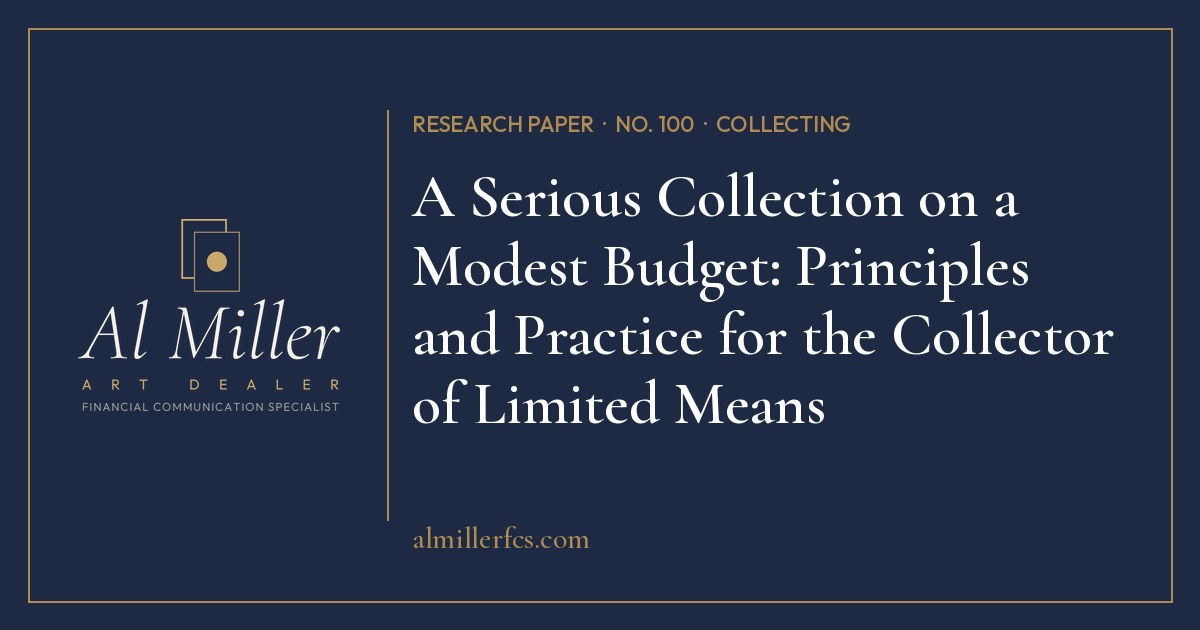 Al Miller
ART DEALER
FINANCIAL COMMUNICATION SPECIALIST
RESEARCH PAPER · NO. 100 · COLLECTING
A Serious Collection on a
Modest Budget: Principles
and Practice for the Collector
of Limited Means
almillerfcs.com